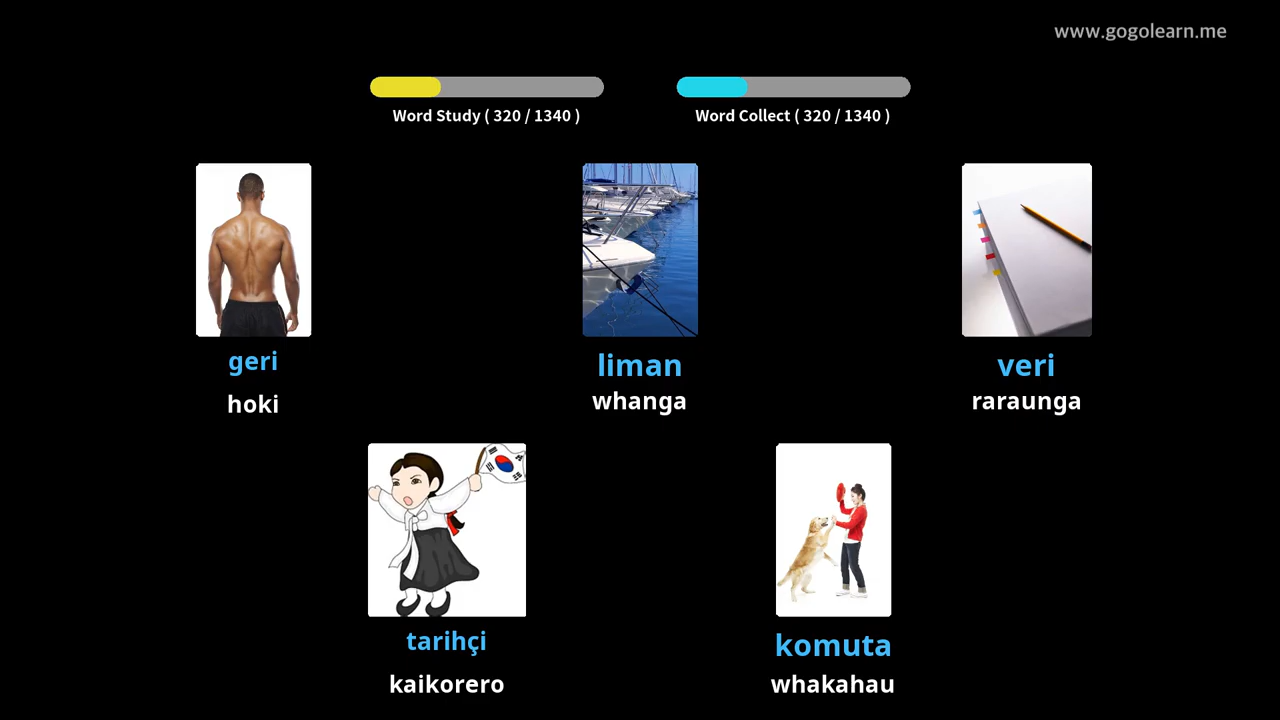 www.gogolearn.me
Word Study ( 320 / 1340 )
Word Collect ( 320 / 1340 )
geri
hoki
liman
whanga
veri
raraunga
tarihçi
kaikorero
komuta
whakahau